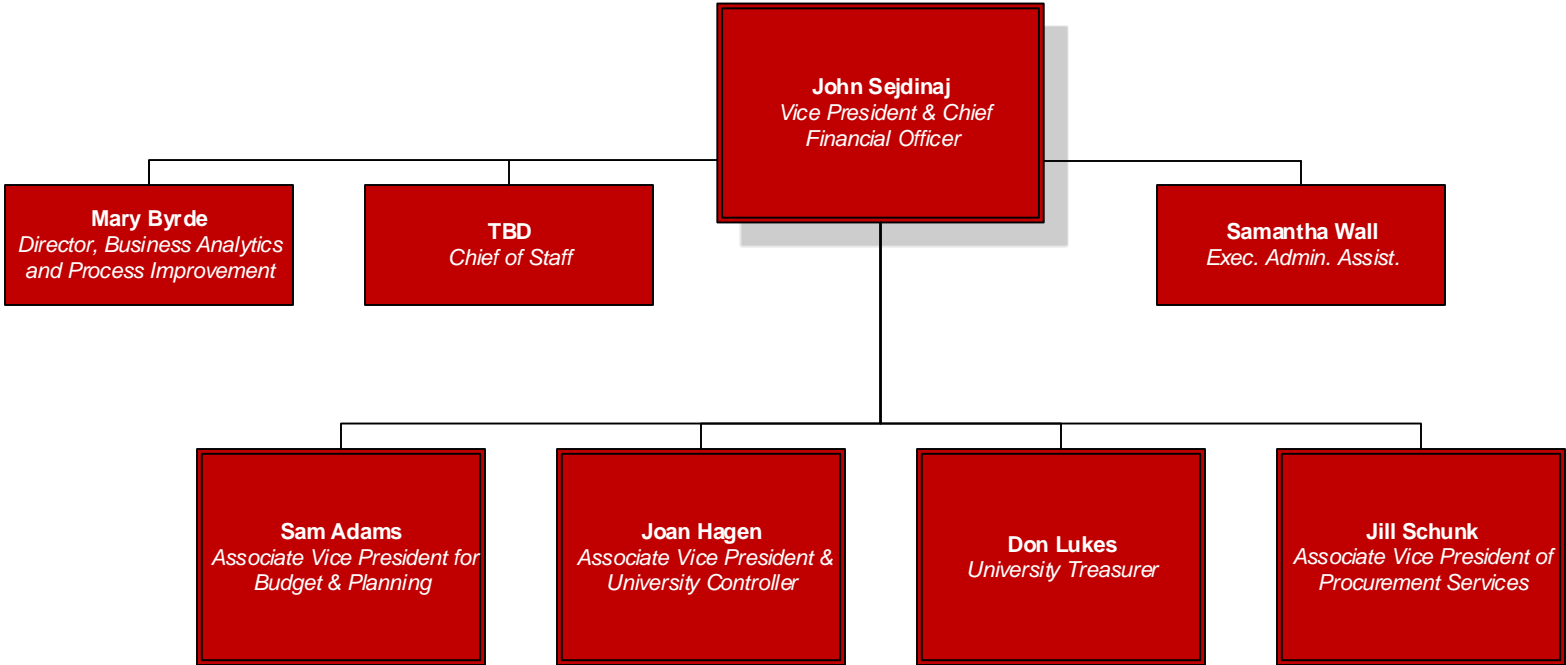 John Sejdinaj
Vice President & Chief
Financial Officer
Mary Byrde
Director, Business Analytics
and Process Improvement
TBD
Chief of Staff
Samantha Wall
Exec. Admin. Assist.
Sam Adams
Associate Vice President for
Budget & Planning
Joan Hagen
Associate Vice President &
University Controller
Don Lukes
University Treasurer
Jill Schunk
Associate Vice President of
Procurement Services